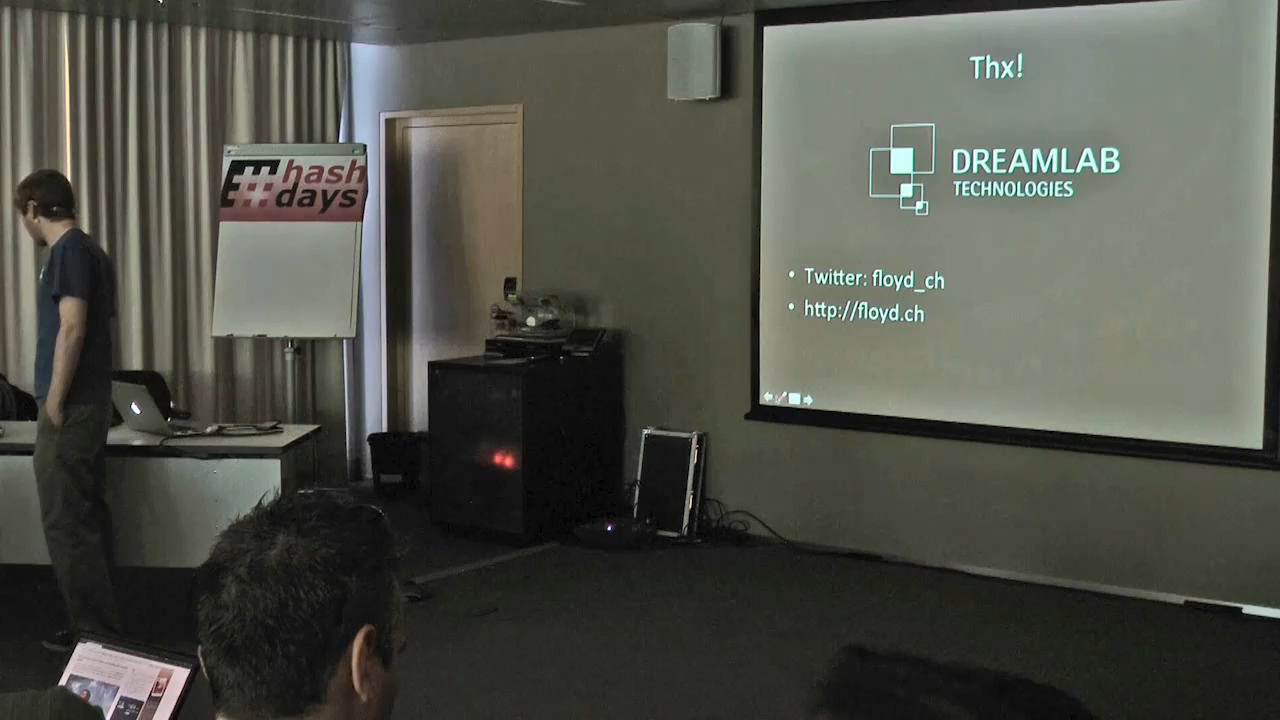 hash
days
Thx!
DREAMLAB
TECHNOLOGIES
• Twitter: floyd_ch
• http://floyd.ch